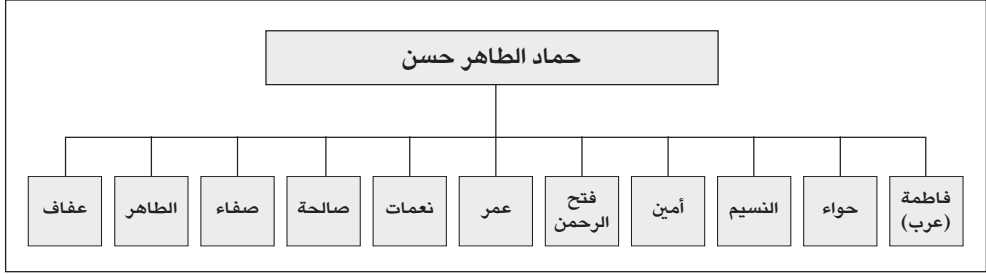 حماد الطاهر حسن
فاطمة
(عرب)
حواء
النسيم
أمين
فتح
الرحمن
عمر
نعمات
صالحة
صفاء
الطاهر
عفاف